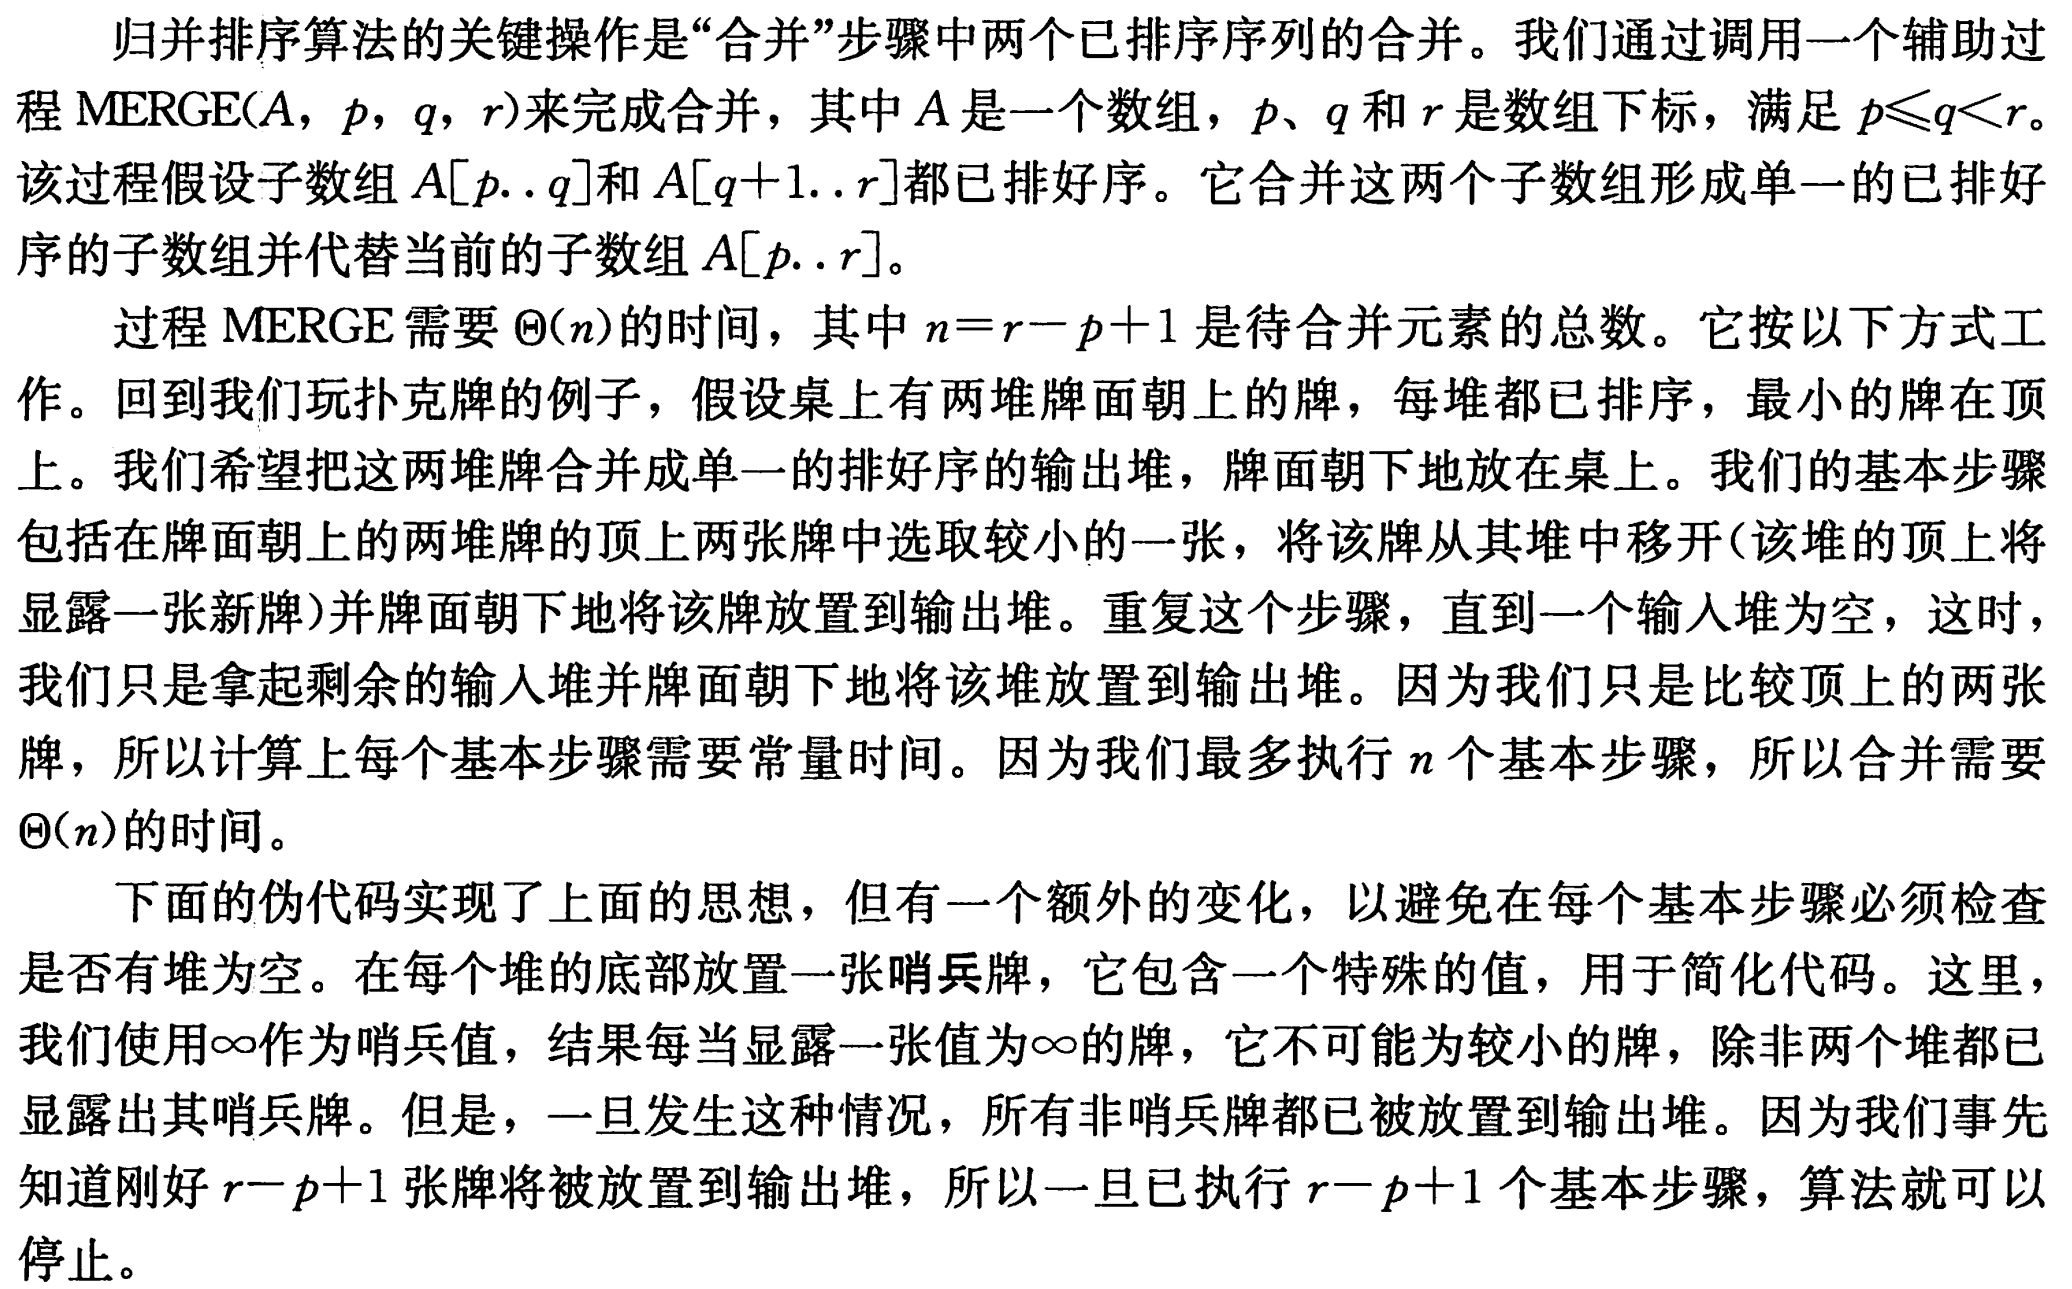 归并排序算法的关键操作是“合并”步骤中两个已排序序列的合并。我们通过调用一个辅助过
程 MERGE(A, p, q, r)来完成合并，其中 A 是一个数组，p、q 和 r 是数组下标，满足 p≤q<r。
该过程假设子数组 A[p..q]和 A[q+1..r]都已排好序。它合并这两个子数组形成单一的已排好
序的子数组并代替当前的子数组 A[p..r]。
过程 MERGE 需要 Θ(n)的时间，其中 n=r-p+1 是待合并元素的总数。它按以下方式工
作。回到我们玩扑克牌的例子，假设桌上有两堆牌面朝上的牌，每堆都已排序，最小的牌在顶
上。我们希望把这两堆牌合并成单一的排好序的输出堆，牌面朝下地放在桌上。我们的基本步骤
包括在牌面朝上的两堆牌的顶上两张牌中选取较小的一张，将该牌从其堆中移开(该堆的顶上将
显露一张新牌)并牌面朝下地将该牌放置到输出堆。重复这个步骤，直到一个输入堆为空，这时，
我们只是拿起剩余的输入堆并牌面朝下地将该堆放置到输出堆。因为我们只是比较顶上的两张
牌，所以计算上每个基本步骤需要常量时间。因为我们最多执行 n 个基本步骤，所以合并需要
Θ(n)的时间。
下面的伪代码实现了上面的思想，但有一个额外的变化，以避免在每个基本步骤必须检查
是否有堆为空。在每个堆的底部放置一张哨兵牌，它包含一个特殊的值，用于简化代码。这里，
我们使用∞作为哨兵值，结果每当显露一张值为∞的牌，它不可能为较小的牌，除非两个堆都已
显露出其哨兵牌。但是，一旦发生这种情况，所有非哨兵牌都已被放置到输出堆。因为我们事先
知道刚好 r-p+1 张牌将被放置到输出堆，所以一旦已执行 r-p+1 个基本步骤，算法就可以
停止。